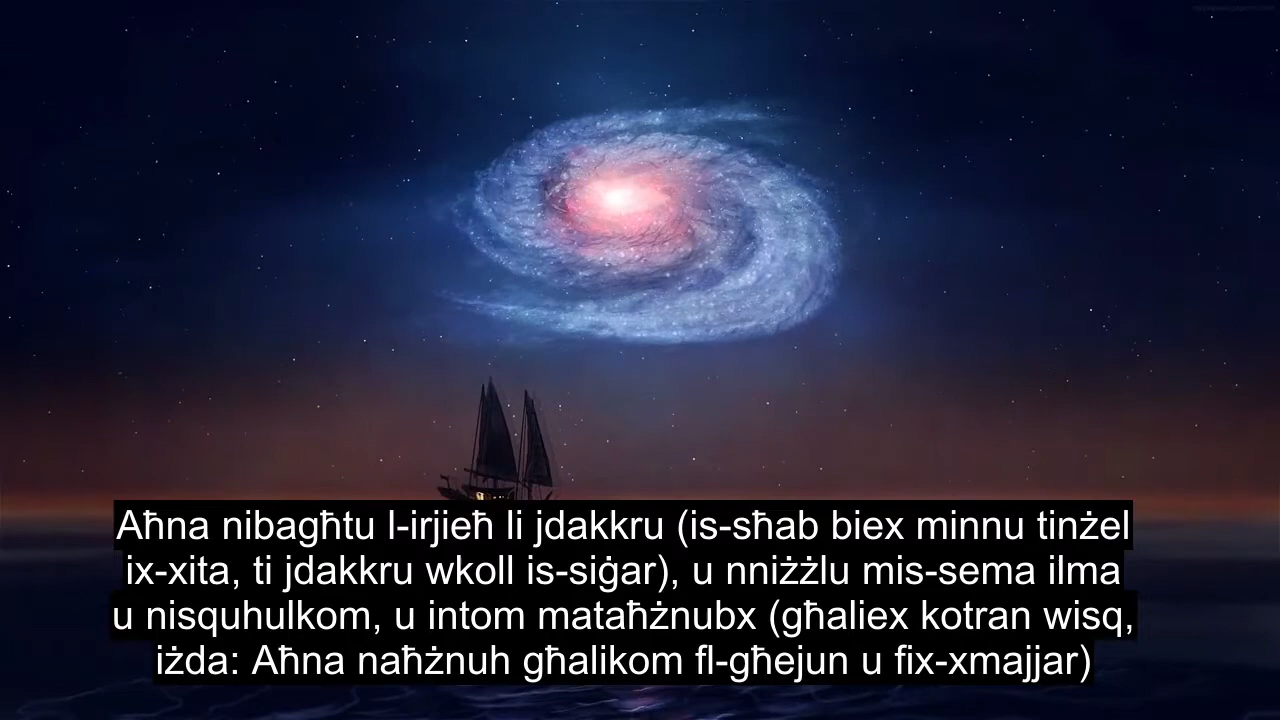 Aħna nibagħtu l-irjieħ li jdakkru (is-sħab biex minnu tinżel
ix-xita, ti jdakkru wkoll is-siġar), u nniżżlu mis-sema ilma
u nisquhulkom, u intom mataħżnubx (għaliex kotran wisq,
iżda: Aħna naħżnuh għalikom fl-għejun u fix-xmajjar)